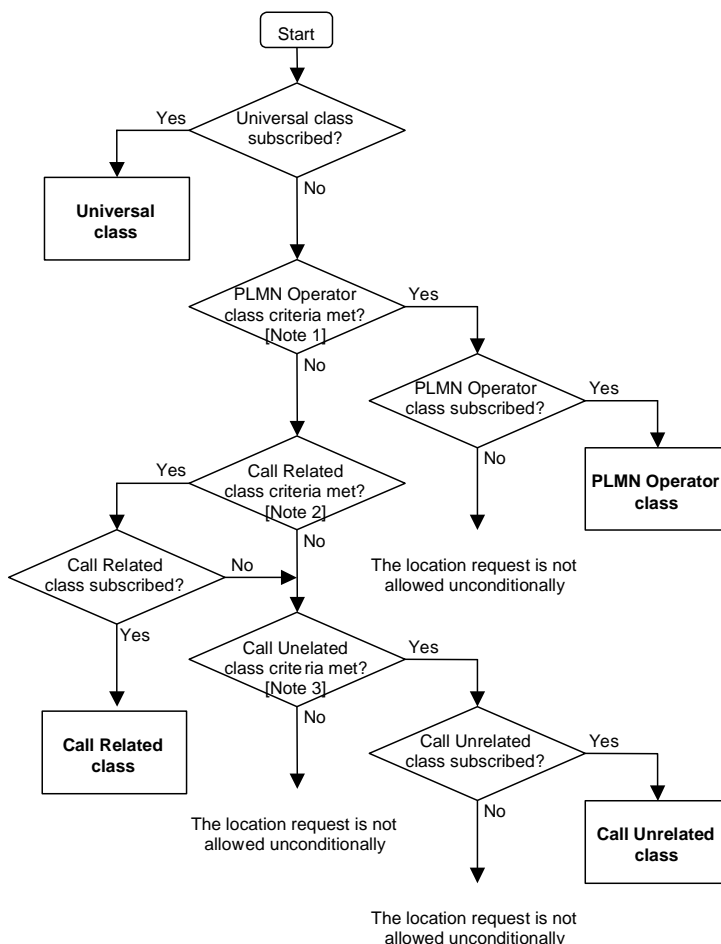 Start
Universal class
subscribed?
Yes
No
Universal
class
PLMN Operator
class criteria met?
[Note 1]
Yes
No
PLMN Operator
class subscribed?
Yes
No
PLMN Operator
class
The location request is not
allowed unconditionally
Call Related
class criteria met?
[Note 2]
Yes
No
Call Related
class subscribed?
No
Yes
Call Related
class
Call Unelated
class criteria met?
[Note 3]
Yes
No
The location request is not
allowed unconditionally
Call Unrelated
class subscribed?
Yes
No
Call Unrelated
class
The location request is not
allowed unconditionally